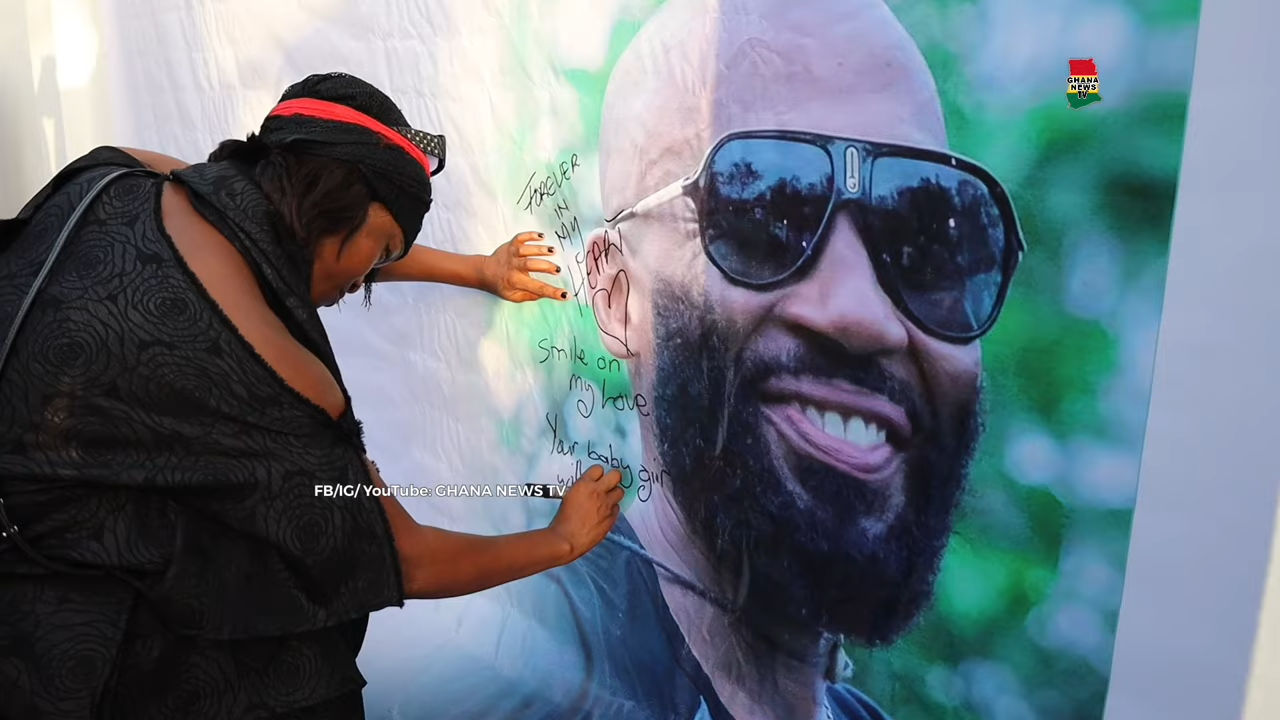 GHANA
NEWS
TV
FOREVER
IN
MY
HEART
Smile on
my Love
Your baby girl
will
FB/IG/ YouTube: GHANA NEWS TV